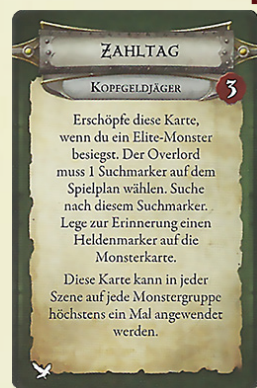 ZAHLTAG
KOPFGELDJÄGER
3
Erschöpfe diese Karte,
wenn du ein Elite-Monster
besiegst. Der Overlord
muss 1 Suchmarker auf dem
Spielplan wählen. Suche
nach diesem Suchmarker.
Lege zur Erinnerung einen
Heldenmarker auf die
Monsterkarte.
Diese Karte kann in jeder
Szene auf jede Monstergruppe
höchstens ein Mal angewendet
werden.